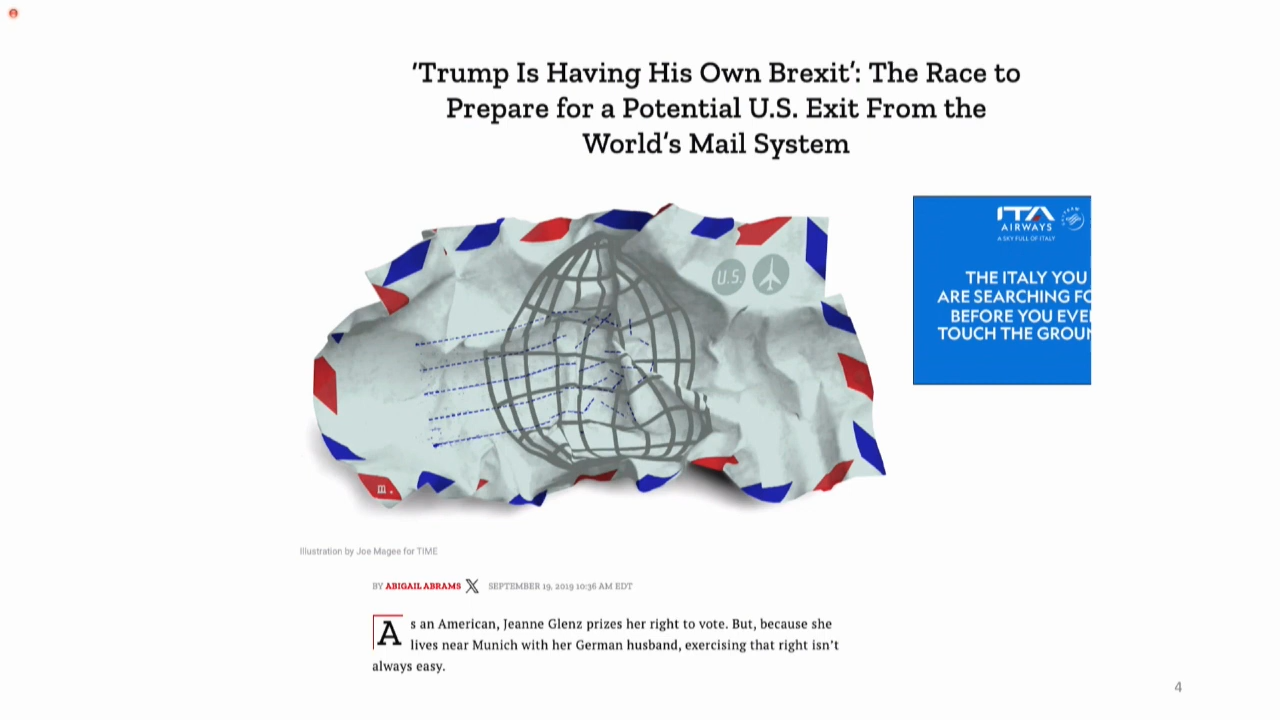 ‘Trump Is Having His Own Brexit’: The Race to
Prepare for a Potential U.S. Exit From the
World’s Mail System
U.S.
m.
ITA
AIRWAYS
A SKY FULL OF ITALY
THE ITALY YOU
ARE SEARCHING FO
BEFORE YOU EVE
TOUCH THE GROUN
Illustration by Joe Magee for TIME
BY ABIGAIL ABRAMS X SEPTEMBER 19, 2019 10:36 AM EDT
As an American, Jeanne Glenz prizes her right to vote. But, because she
lives near Munich with her German husband, exercising that right isn’t
always easy.
4